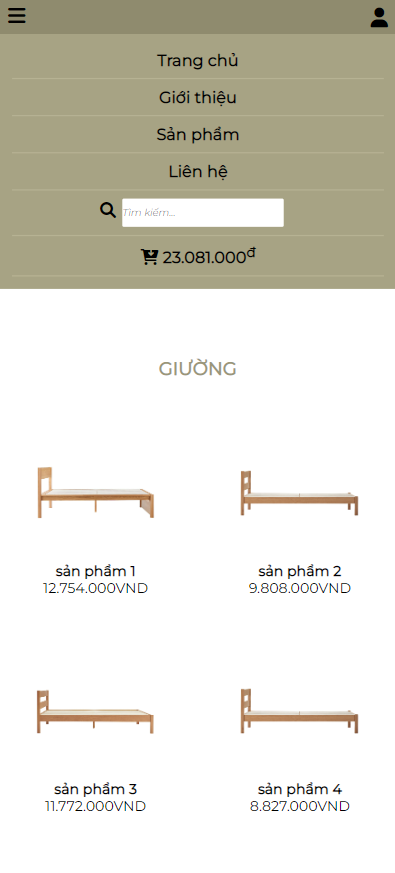 Trang chủ
Giới thiệu
Sản phẩm
Liên hệ
Tìm kiếm...
23.081.000đ
GIƯỜNG
sản phẩm 1
12.754.000VND
sản phẩm 2
9.808.000VND
sản phẩm 3
11.772.000VND
sản phẩm 4
8.827.000VND